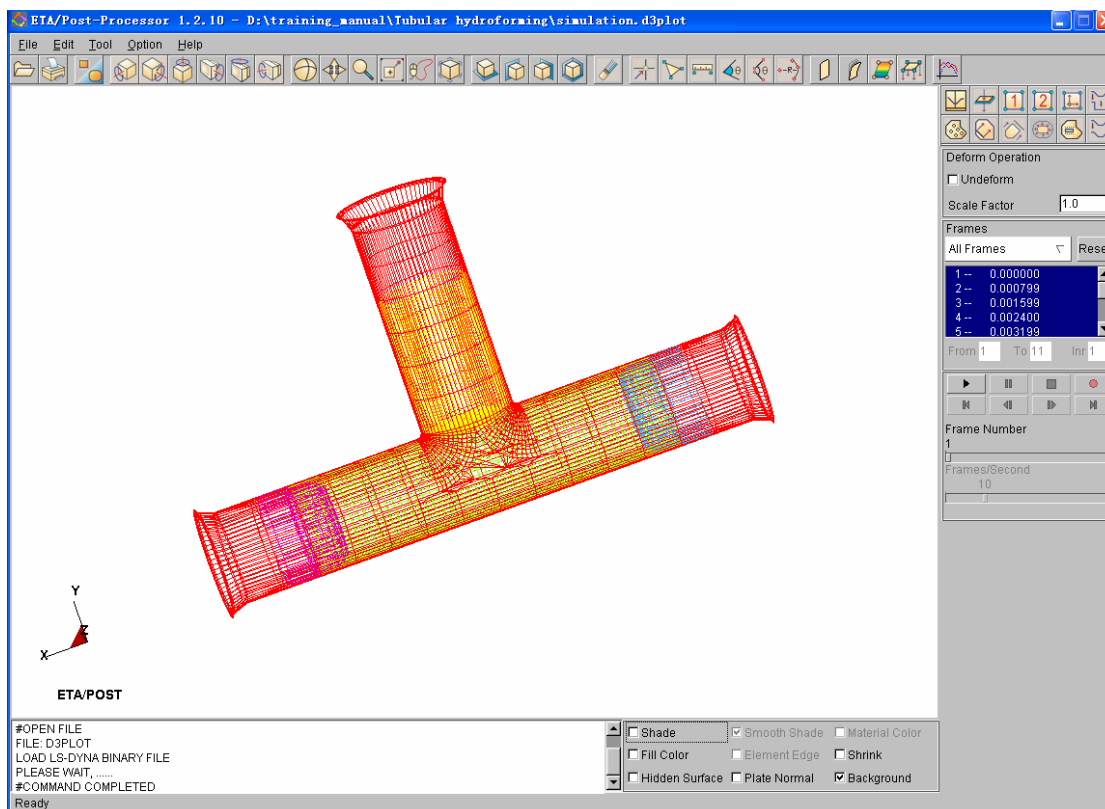 ETA/Post-Processor 1.2.10 - D:\training_manual\Tubular hydroforming\simulation.d3plot
File Edit Tool Option Help
1 2
Deform Operation
Undeform
Scale Factor 1.0
Frames
All Frames Rese
1 -- 0.000000
2 -- 0.000799
3 -- 0.001599
4 -- 0.002400
5 -- 0.003199
From 1 To 11 Inr 1
Frame Number
1
Frames/Second
10
Y
Z
X
ETA/POST
#OPEN FILE
FILE: D3PLOT
LOAD LS-DYNA BINARY FILE
PLEASE WAIT, ......
#COMMAND COMPLETED
Shade Smooth Shade Material Color
Fill Color Element Edge Shrink
Hidden Surface Plate Normal Background
Ready